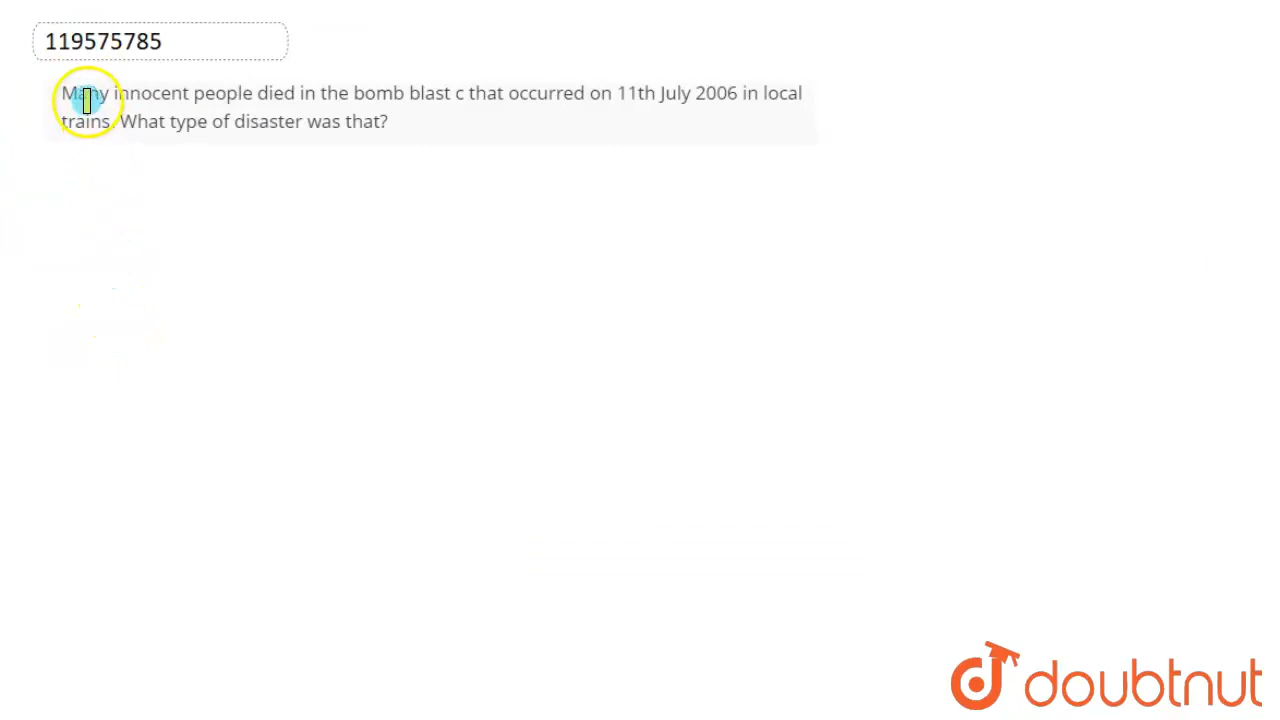 119575785
Many innocent people died in the bomb blast c that occurred on 11th July 2006 in local
trains. What type of disaster was that?
doubtnut